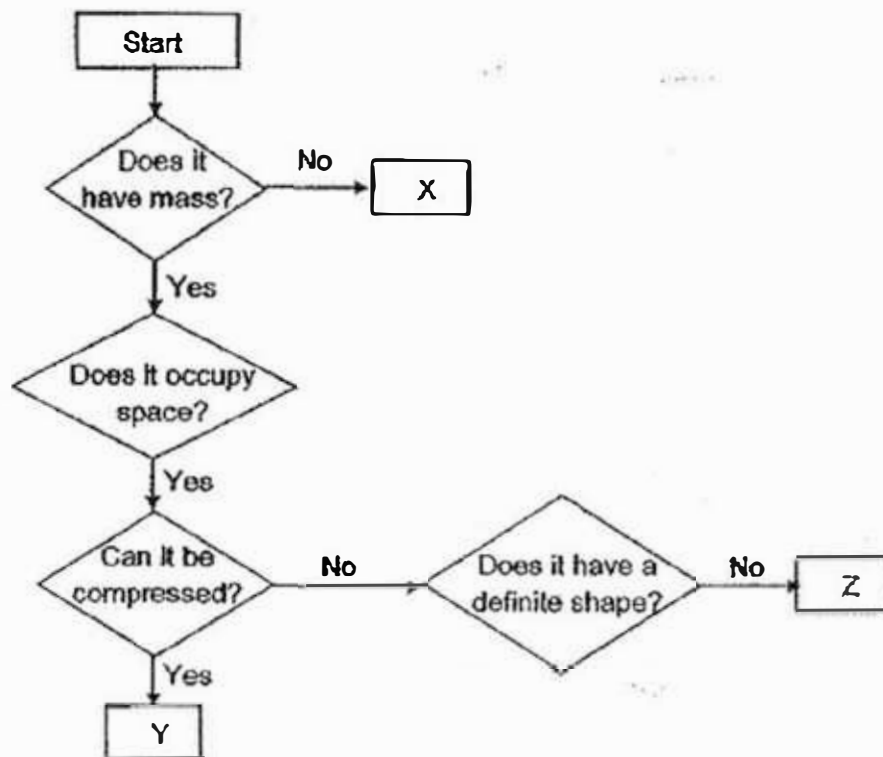 Start
Does it
have mass?
No
X
Yes
Does it occupy
space?
Yes
Can it be
compressed?
No
Does it have a
definite shape?
No
Z
Yes
Y